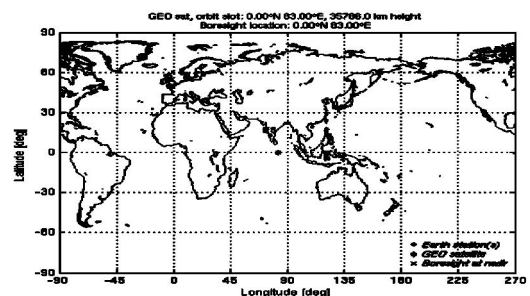 GEO sat, orbit slot: 0.00°N 83.00°E, 35786.0 km height
Boresight location: 0.00°N 83.00°E
90
60
30
0
-30
-60
-90
Latitude [deg]
-90 -45 0 45 90 135 180 225 270
Longitude [deg]
Earth station(s)
GEO satellite
Boresight at nadir